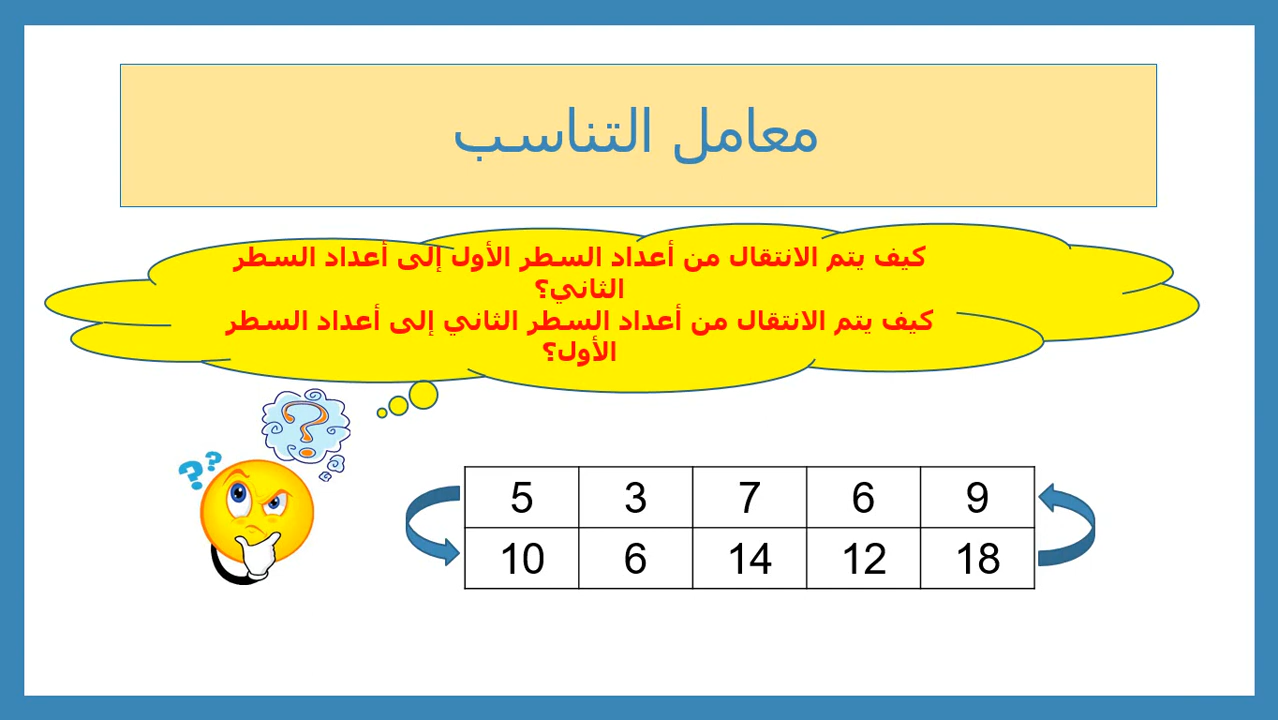 معامل التناسب
كيف يتم الانتقال من أعداد السطر الأول إلى أعداد السطر
الثاني؟
كيف يتم الانتقال من أعداد السطر الثاني إلى أعداد السطر
الأول؟
? ?
?
5 3 7 6 9
10 6 14 12 18